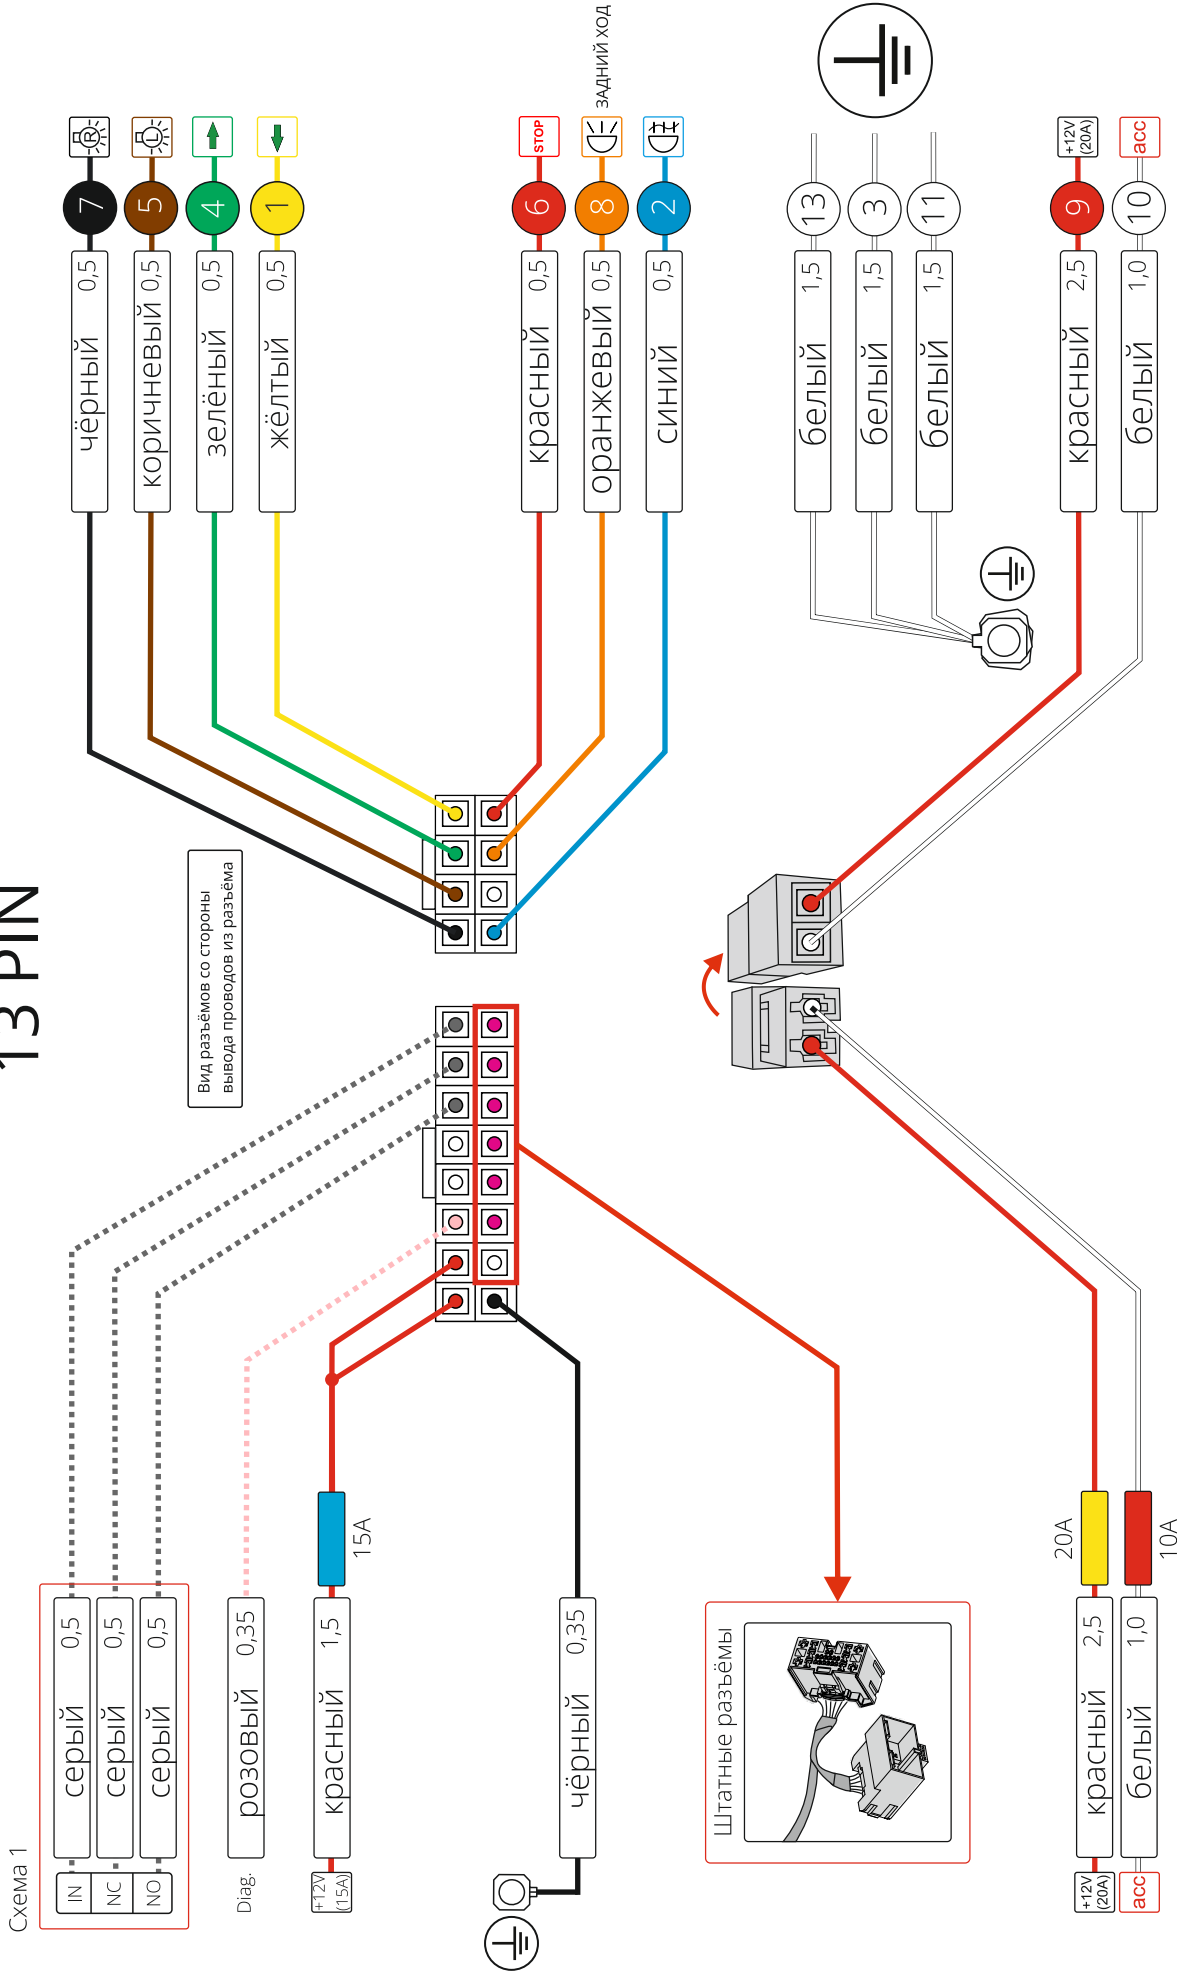 13 PIN
Схема 1
IN
серый 0,5
NC
серый 0,5
NO
серый 0,5
Diag.
розовый 0,35
+12V
(15A)
красный 1,5
15A
чёрный 0,35
Штатные разъёмы
+12V
(20A)
красный 2,5
20A
acc
белый 1,0
10A
Вид разъёмов со стороны
вывода проводов из разъёма
чёрный 0,5
7
R
коричневый 0,5
5
L
зелёный 0,5
4
жёлтый 0,5
1
красный 0,5
6
STOP
оранжевый 0,5
8
ЗАДНИЙ ХОД
синий 0,5
2
белый 1,5
13
белый 1,5
3
белый 1,5
11
красный 2,5
9
+12V
(20A)
белый 1,0
10
acc